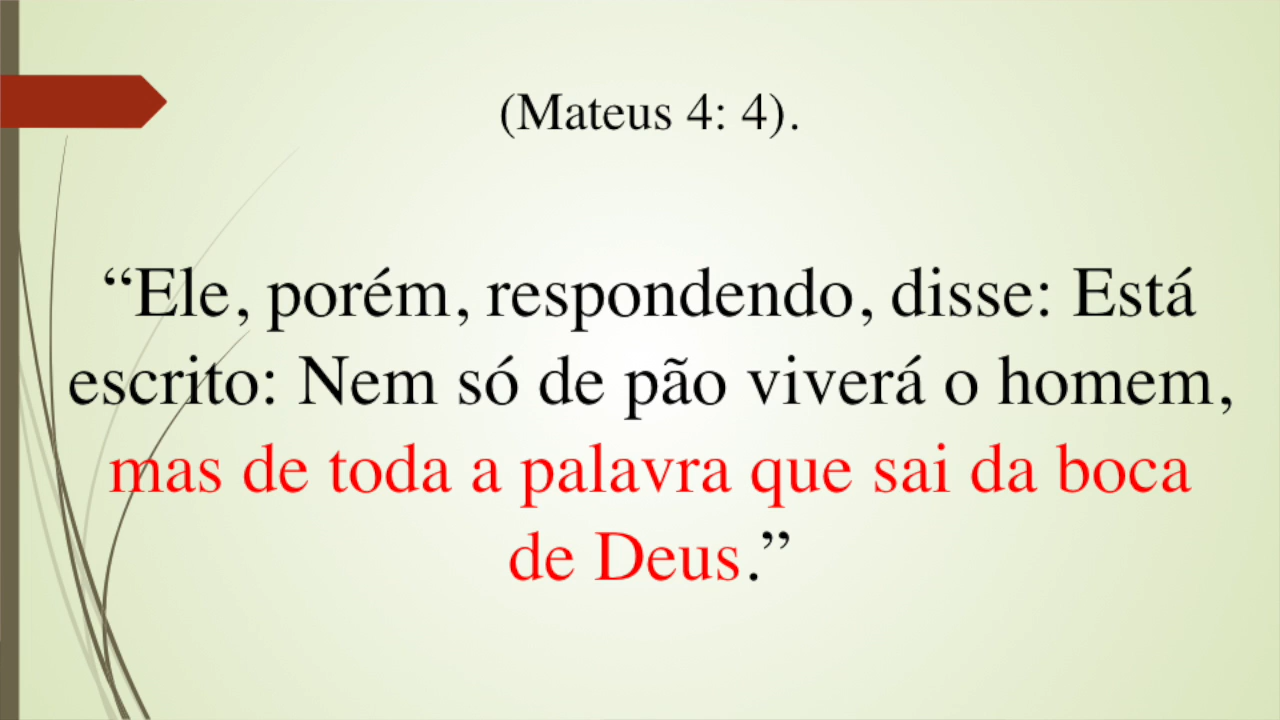 (Mateus 4: 4).
“Ele, porém, respondendo, disse: Está
escrito: Nem só de pão viverá o homem,
mas de toda a palavra que sai da boca
de Deus.”